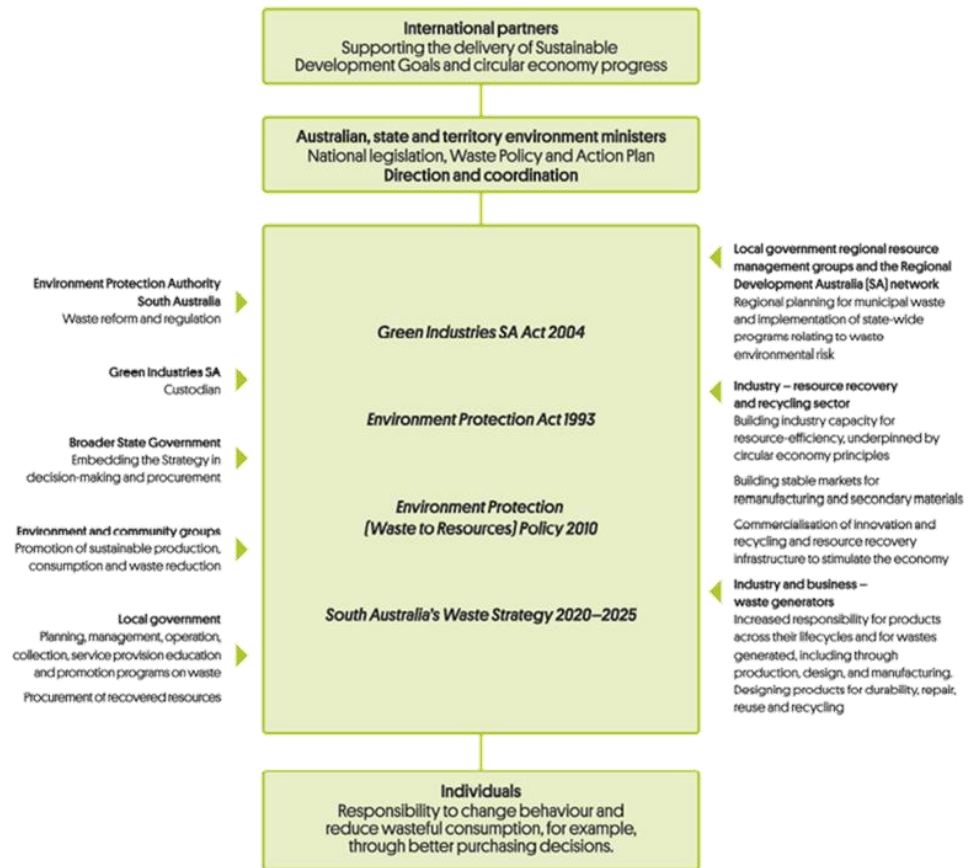 International partners
Supporting the delivery of Sustainable
Development Goals and circular economy progress
Australian, state and territory environment ministers
National legislation, Waste Policy and Action Plan
Direction and coordination
Environment Protection Authority
South Australia
Waste reform and regulation
Green Industries SA
Custodian
Broader State Government
Embedding the Strategy in
decision-making and procurement
Environment and community groups
Promotion of sustainable production,
consumption and waste reduction
Local government
Planning, management, operation,
collection, service provision education
and promotion programs on waste
Procurement of recovered resources
Green Industries SA Act 2004
Environment Protection Act 1993
Environment Protection
(Waste to Resources) Policy 2010
South Australia's Waste Strategy 2020–2025
Local government regional resource
management groups and the Regional
Development Australia (SA) network
Regional planning for municipal waste
and implementation of state-wide
programs relating to waste
environmental risk
Industry – resource recovery
and recycling sector
Building industry capacity for
resource-efficiency, underpinned by
circular economy principles
Building stable markets for
remanufacturing and secondary materials
Commercialisation of innovation and
recycling and resource recovery
infrastructure to stimulate the economy
Industry and business –
waste generators
Increased responsibility for products
across their lifecycles and for wastes
generated, including through
production, design, and manufacturing.
Designing products for durability, repair,
reuse and recycling
Individuals
Responsibility to change behaviour and
reduce wasteful consumption, for example,
through better purchasing decisions.